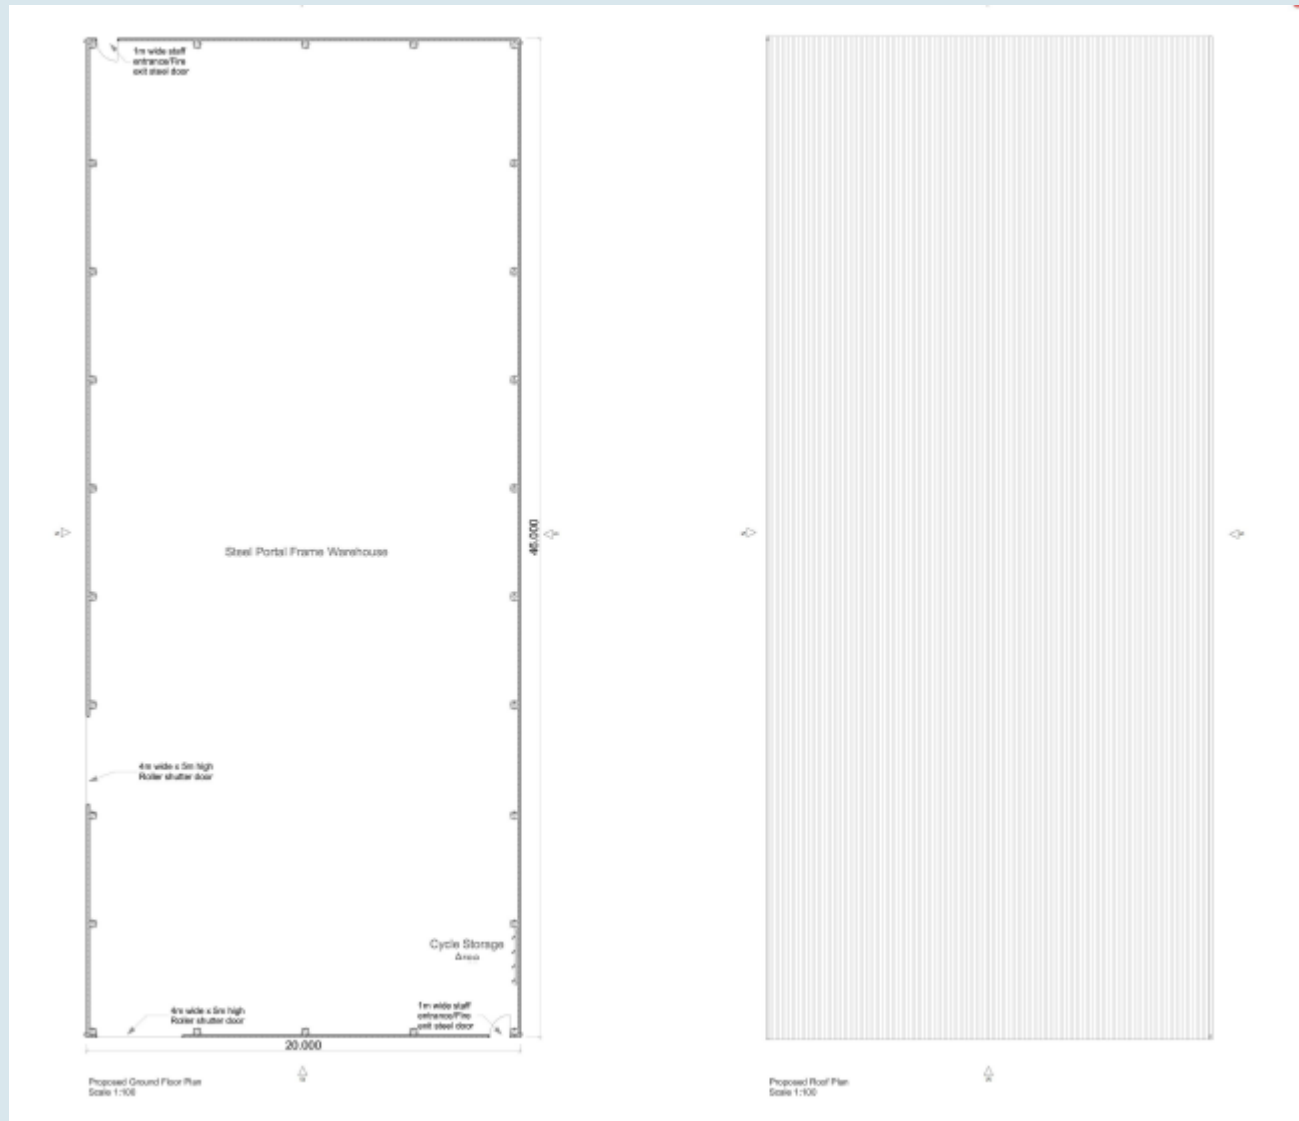 1m wide staff
entrance/Fire
exit steel door
Steel Portal Frame Warehouse
46.000
4m wide x 5m high
Roller shutter door
Cycle Storage
Area
4m wide x 5m high
Roller shutter door
1m wide staff
entrance/Fire
exit steel door
20.000
Proposed Ground Floor Plan
Scale 1:100
Proposed Roof Plan
Scale 1:100